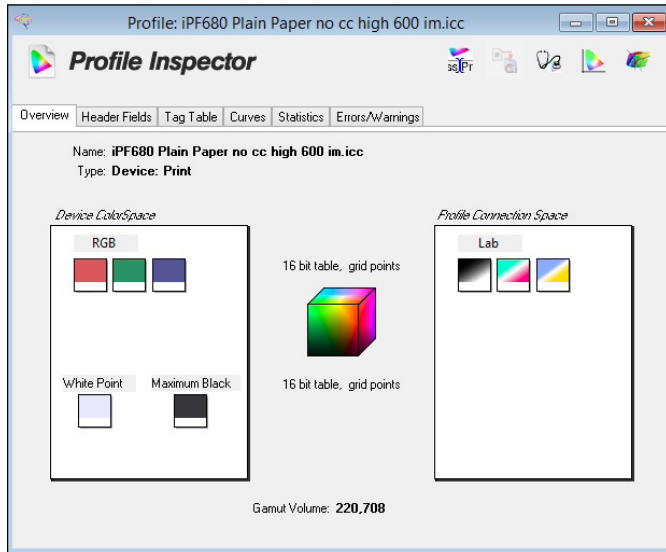 Profile: iPF680 Plain Paper no cc high 600 im.icc
Profile Inspector
ssPr
Overview Header Fields Tag Table Curves Statistics Errors/Warnings
Name: iPF680 Plain Paper no cc high 600 im.icc
Type: Device: Print
Device ColorSpace
Profile Connection Space
RGB
Lab
16 bit table, grid points
White Point
Maximum Black
16 bit table, grid points
Gamut Volume: 220,708